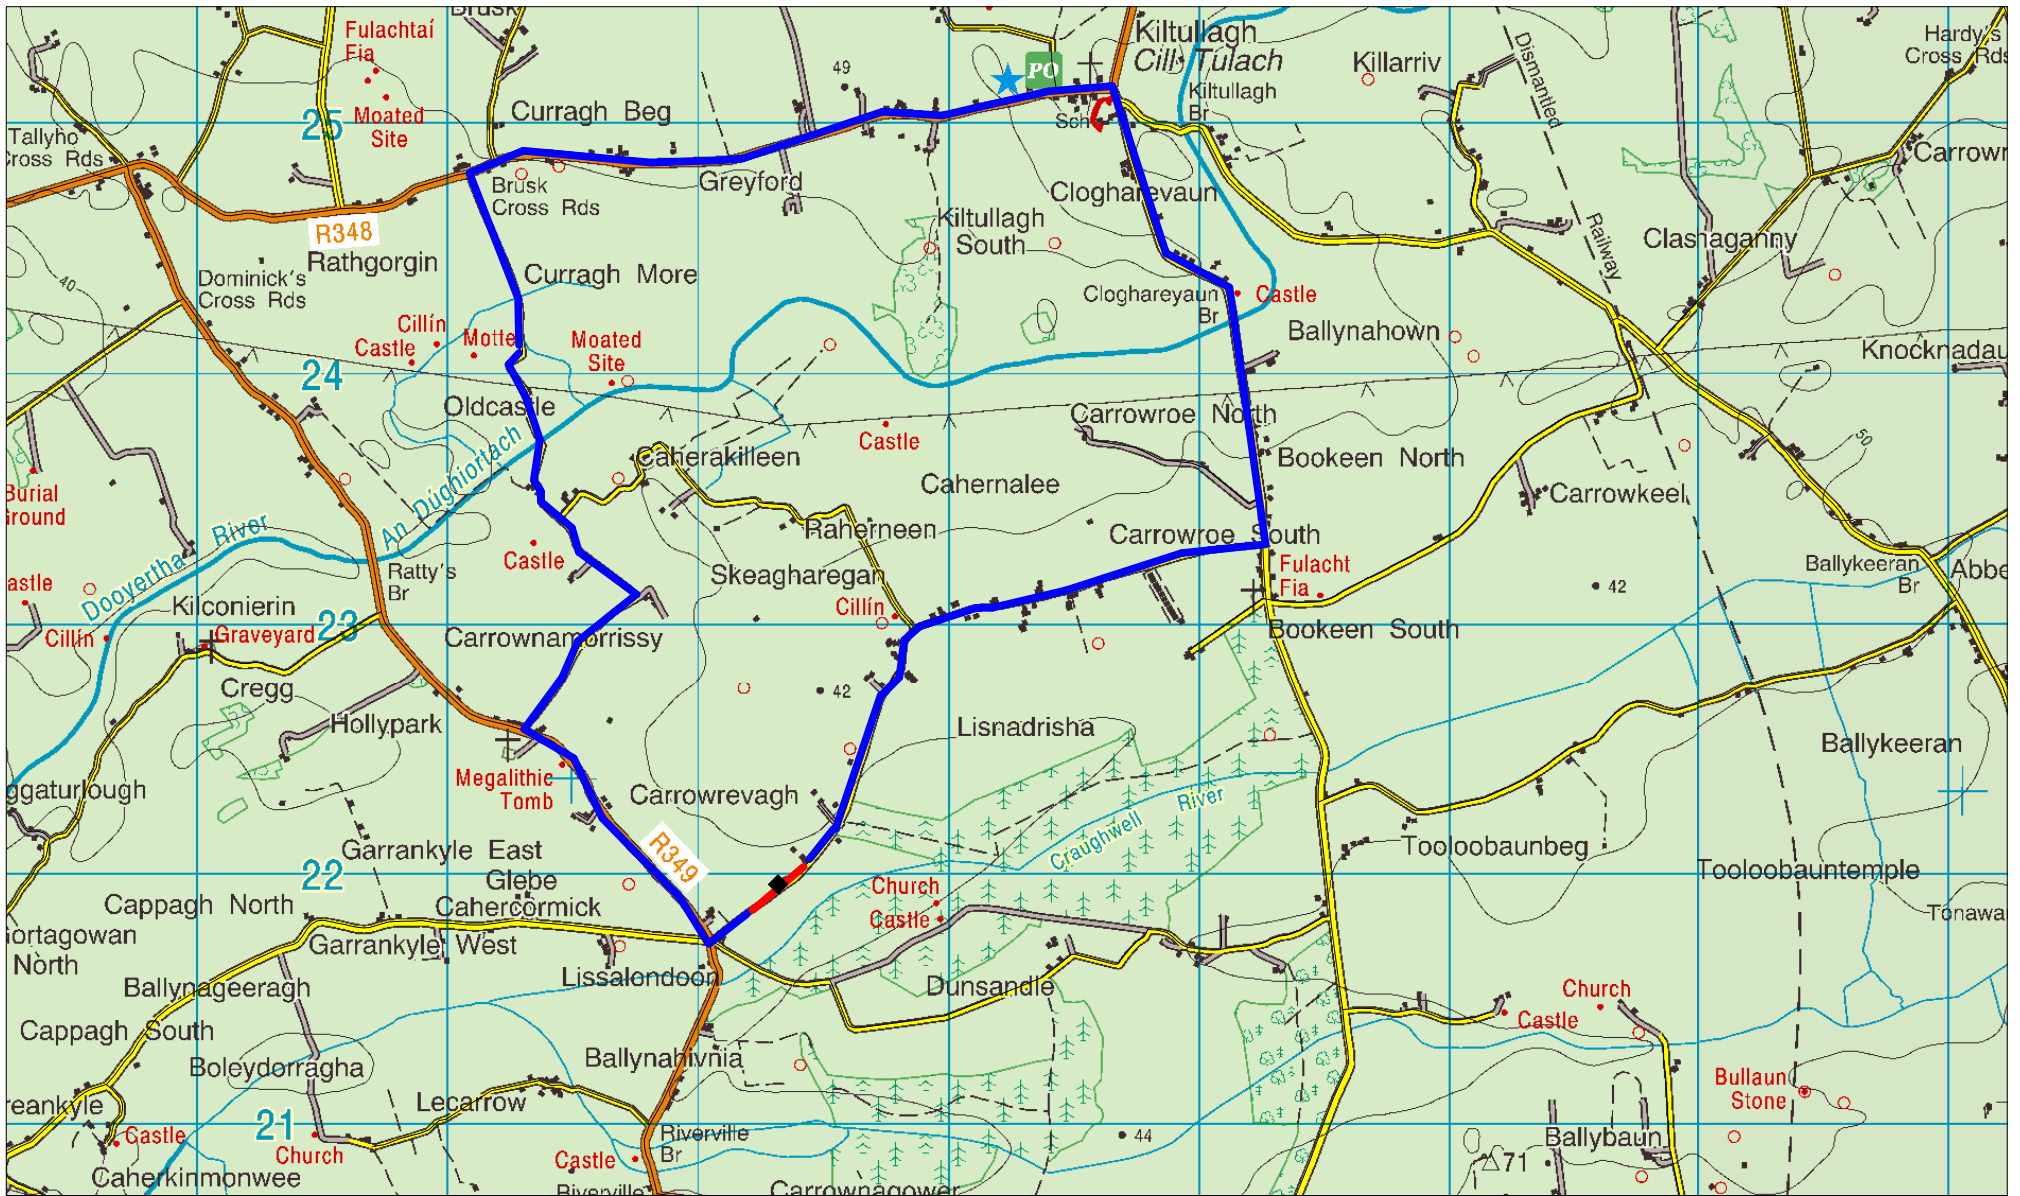 Brusk
Fulachtaí
Fia
Kiltullagh
Cill Tulach
PO
Dismantled
Hardy's
Cross Rds
49
Killarriv
Kiltullagh
Br
Curragh Beg
Moated
Site
25
Sch
Tallyho
Cross Rds
Greyford
Brusk
Cross Rds
Clogharevaun
Kiltullagh
South
R348
Rathgorgin
Railway
Clashaganny
Curragh More
Dominick's
Cross Rds
40
Cloghareyaun
Br
Castle
Cillín
Castle
Motte
Moated
Site
Ballynahown
24
Oldcastle
Carrowroe North
Castle
50
Caherakilleen
Bookeen North
Cahernalee
Carrowkeel
Burial
Ground
Dooyertha River
An Dúghiortach
Raherneen
Carrowroe South
Castle
Ratty's
Br
Skeagharegan
Fulacht
Fia
42
Ballykeeran
Br
Kilconierin
Cillín
23
Cillín
Graveyard
Carrownamorrissy
Bookeen South
Cregg
42
Hollypark
Lisnadrisha
Ballykeeran
Megalithic
Tomb
Carrowrevagh
Craughwell River
R349
Tooloobaunbeg
Garrankyle East
Glebe
22
Church
Castle
Tooloobauntemple
Cappagh North
Cahercormick
Garrankyle West
North
Lissalondoon
Dunsandle
Ballynageeragh
Church
Castle
Cappagh South
Ballynahivnia
Boleydorragha
Bullaun
Stone
Lecarrow
21
Castle
Church
Riverville
Br
Castle
44
Ballybaun
71
Caherkinmonwee
Riverville
Carrownagower